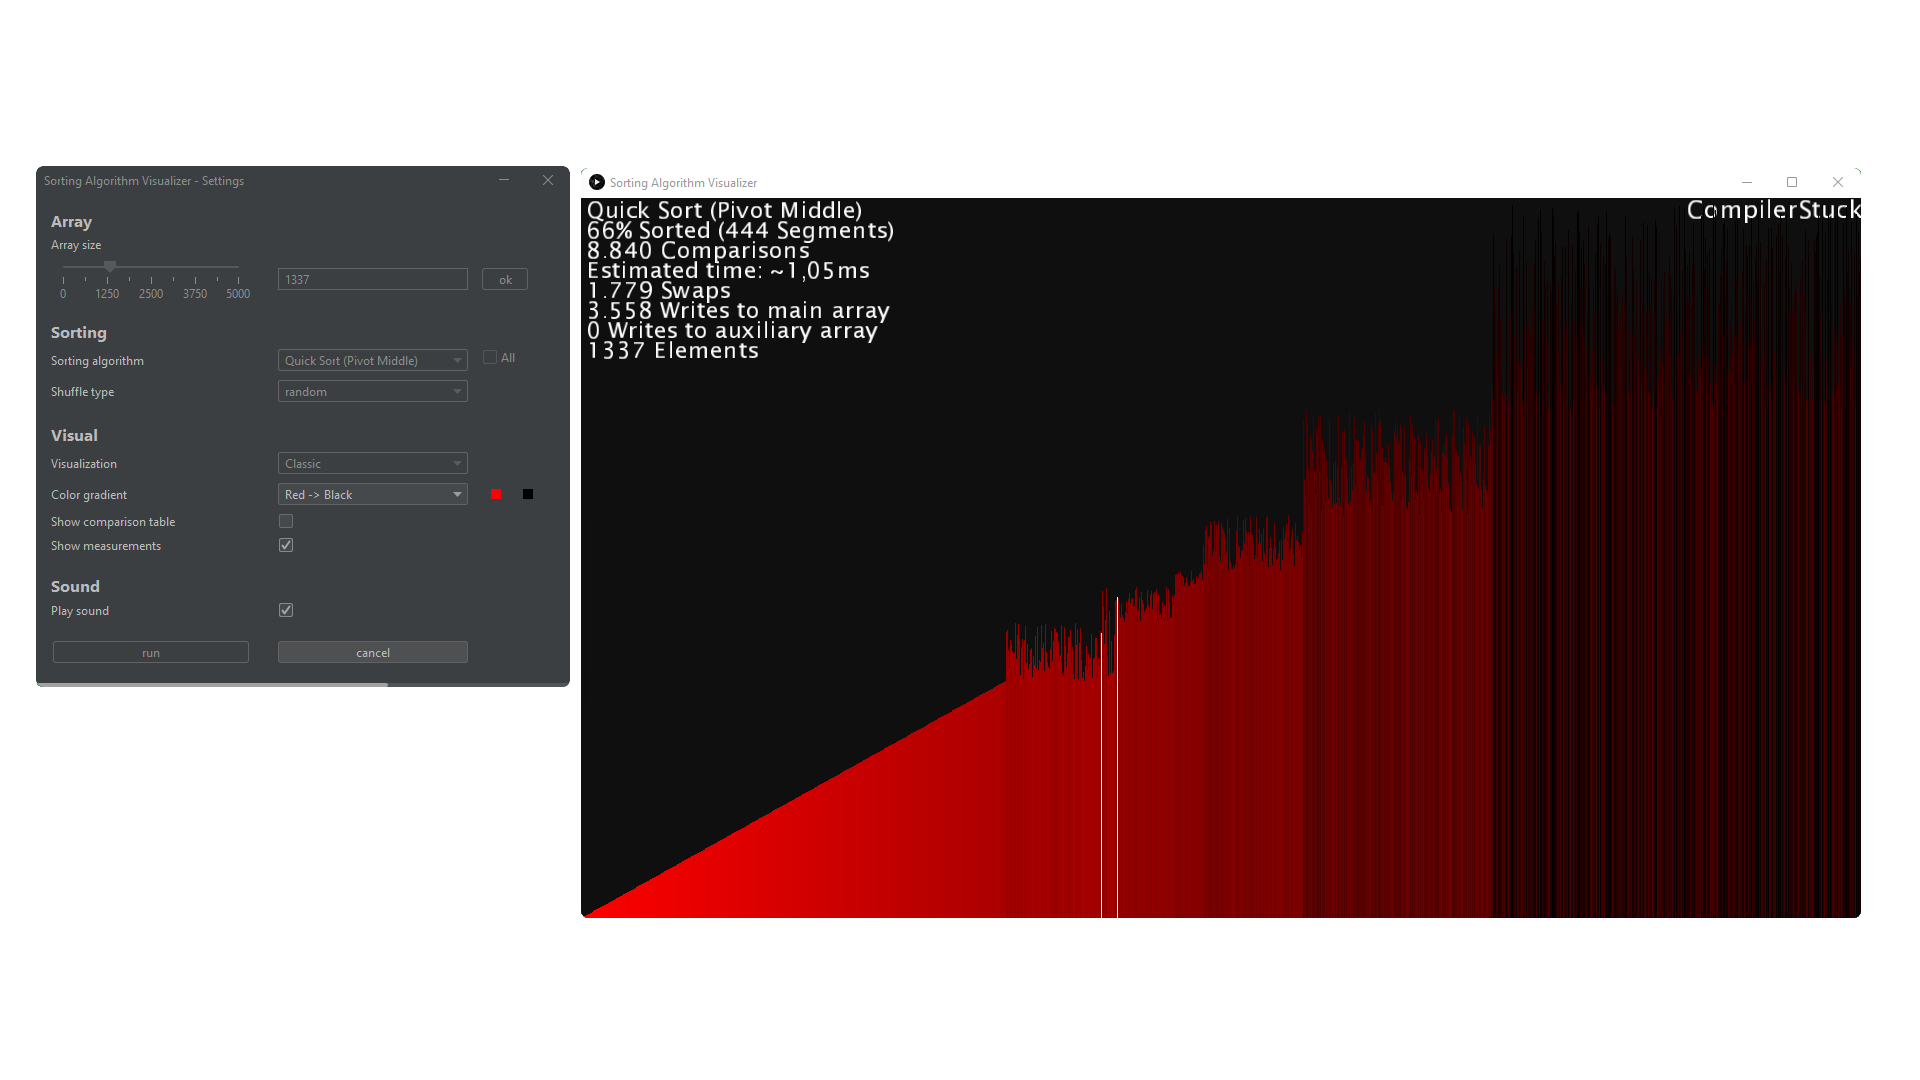 Sorting Algorithm Visualizer - Settings
Array
Array size
0 1250 2500 3750 5000
1337
ok
Sorting
Sorting algorithm
Quick Sort (Pivot Middle)
All
Shuffle type
random
Visual
Visualization
Classic
Color gradient
Red -> Black
Show comparison table
Show measurements
Sound
Play sound
run
cancel
Sorting Algorithm Visualizer
Quick Sort (Pivot Middle)
66% Sorted (444 Segments)
8.840 Comparisons
Estimated time: ~1,05ms
1.779 Swaps
3.558 Writes to main array
0 Writes to auxiliary array
1337 Elements
CompilerStuck